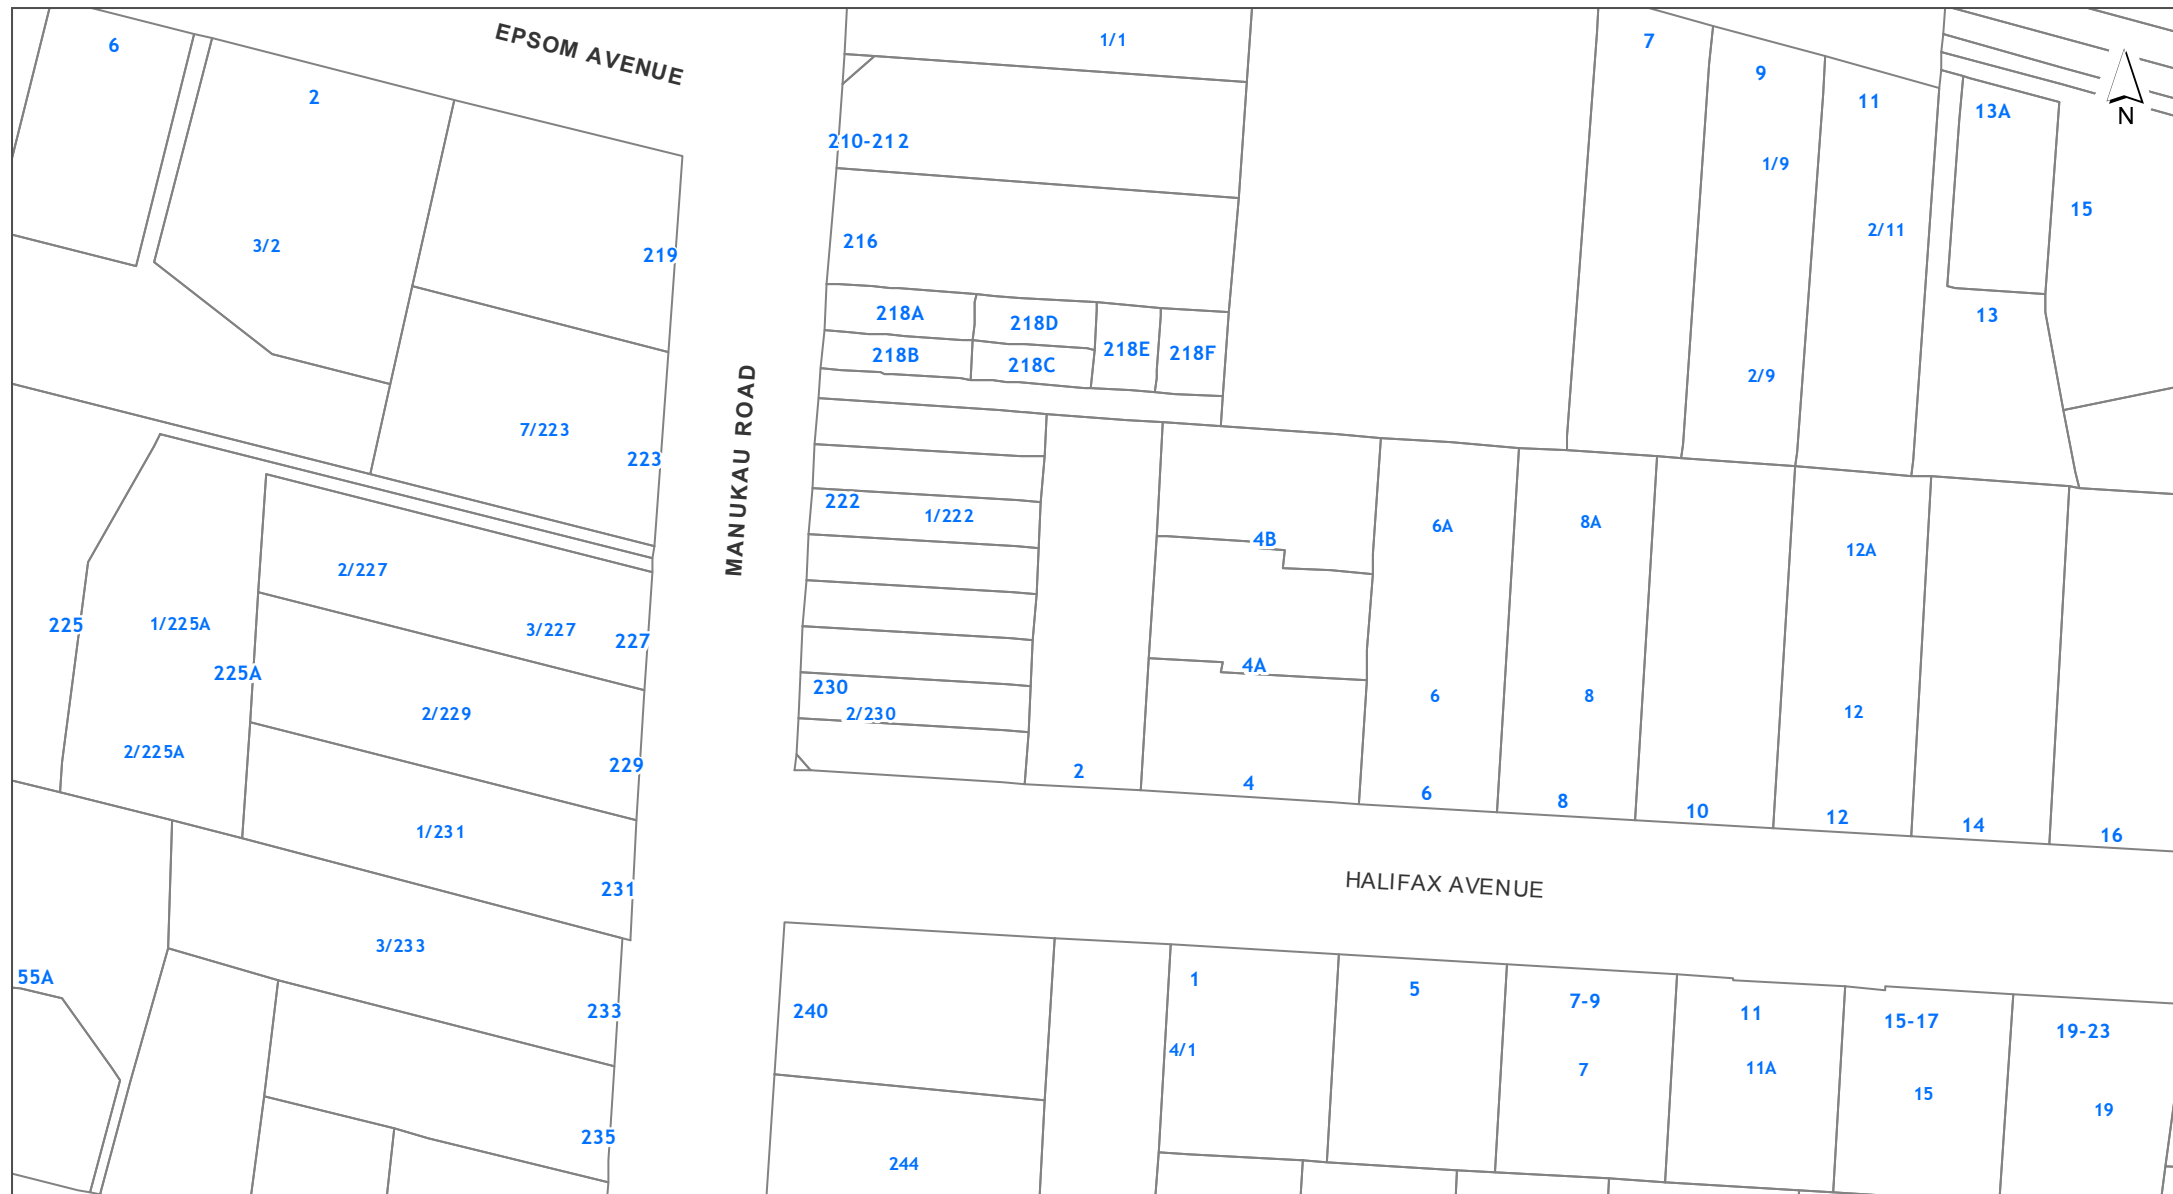 6
EPSOM AVENUE
1/1
7
9
11
13A
N
2
210-212
1/9
15
3/2
219
216
2/11
218A
218D
13
218B
218C
218E
218F
2/9
7/223
223
MANUKAU ROAD
222
1/222
4B
6A
8A
12A
2/227
225
1/225A
3/227
227
225A
4A
230
2/230
6
8
12
2/229
2/225A
229
2
4
6
8
10
12
14
16
1/231
231
HALIFAX AVENUE
3/233
55A
233
240
1
5
7-9
11
15-17
19-23
4/1
7
11A
15
19
235
244